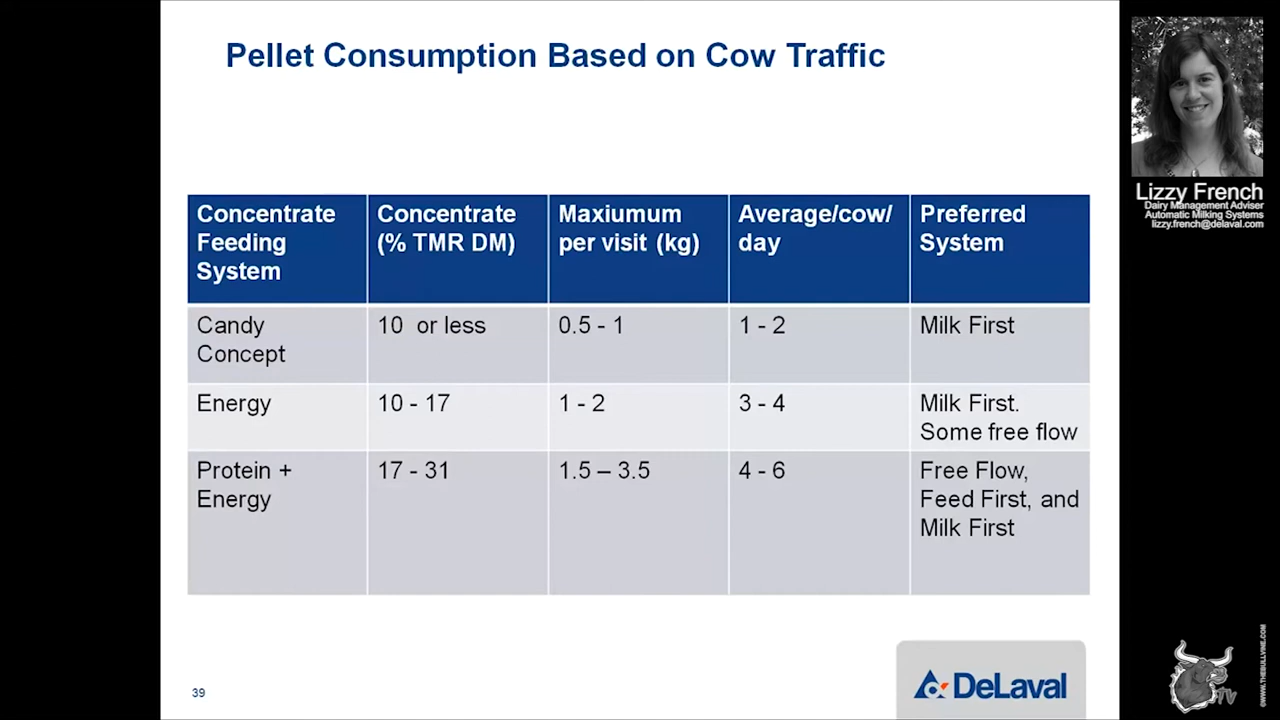 Pellet Consumption Based on Cow Traffic
Concentrate
Feeding
System
Concentrate
(% TMR DM)
Maxiumum
per visit (kg)
Average/cow/
day
Preferred
System
Candy
Concept
10 or less
0.5 - 1
1 - 2
Milk First
Energy
10 - 17
1 - 2
3 - 4
Milk First.
Some free flow
Protein +
Energy
17 - 31
1.5 – 3.5
4 - 6
Free Flow,
Feed First, and
Milk First
39
DeLaval
Lizzy French
Dairy Management Adviser
Automatic Milking Systems
lizzy.french@delaval.com
TV
©WWW.THEBULLVINE.COM